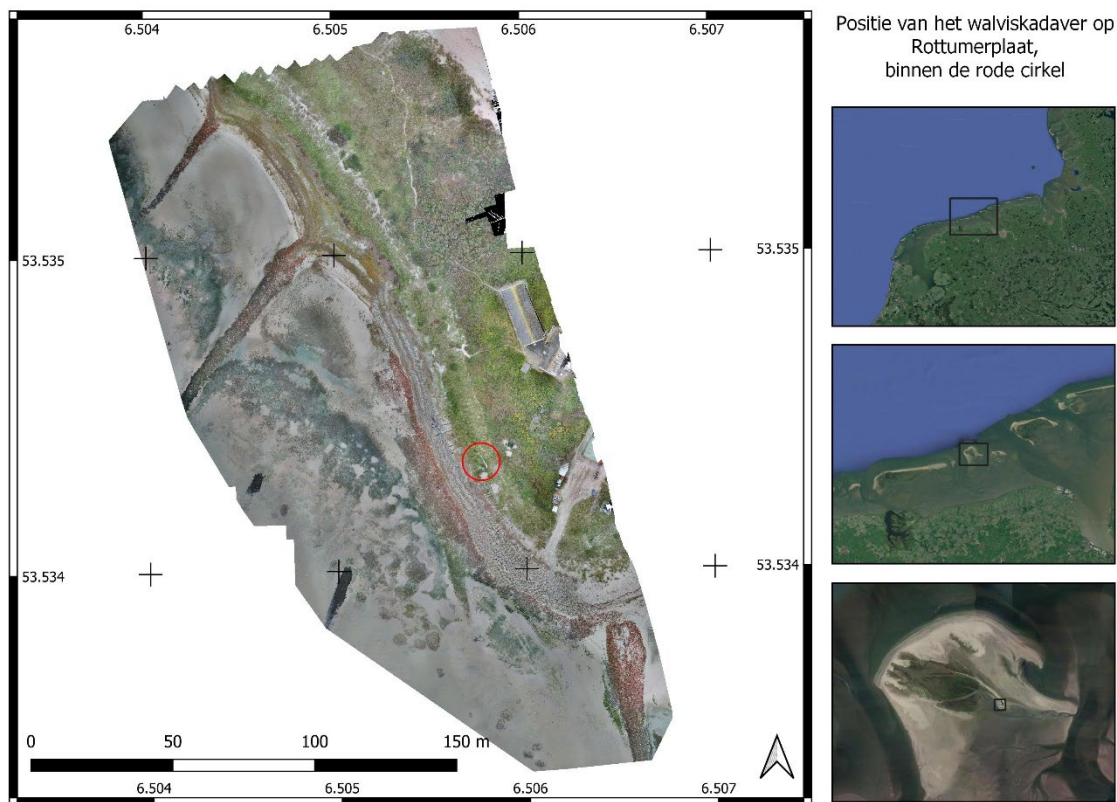 6.504 6.505 6.506 6.507
Positie van het walviskadaver op
Rottumerplaat,
binnen de rode cirkel
53.535 53.535
53.534 53.534
0 50 100 150 m
6.504 6.505 6.506 6.507